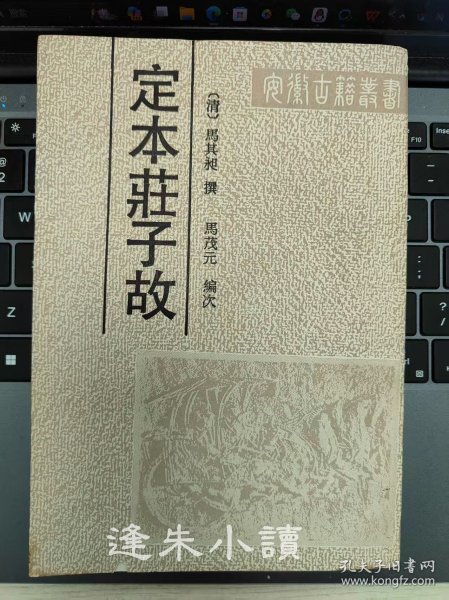 安徽古籍叢書
定本莊子故
〔清〕馬其昶 撰 馬茂元 編次
逢朱小讀
孔夫子旧书网
www.kongfz.com